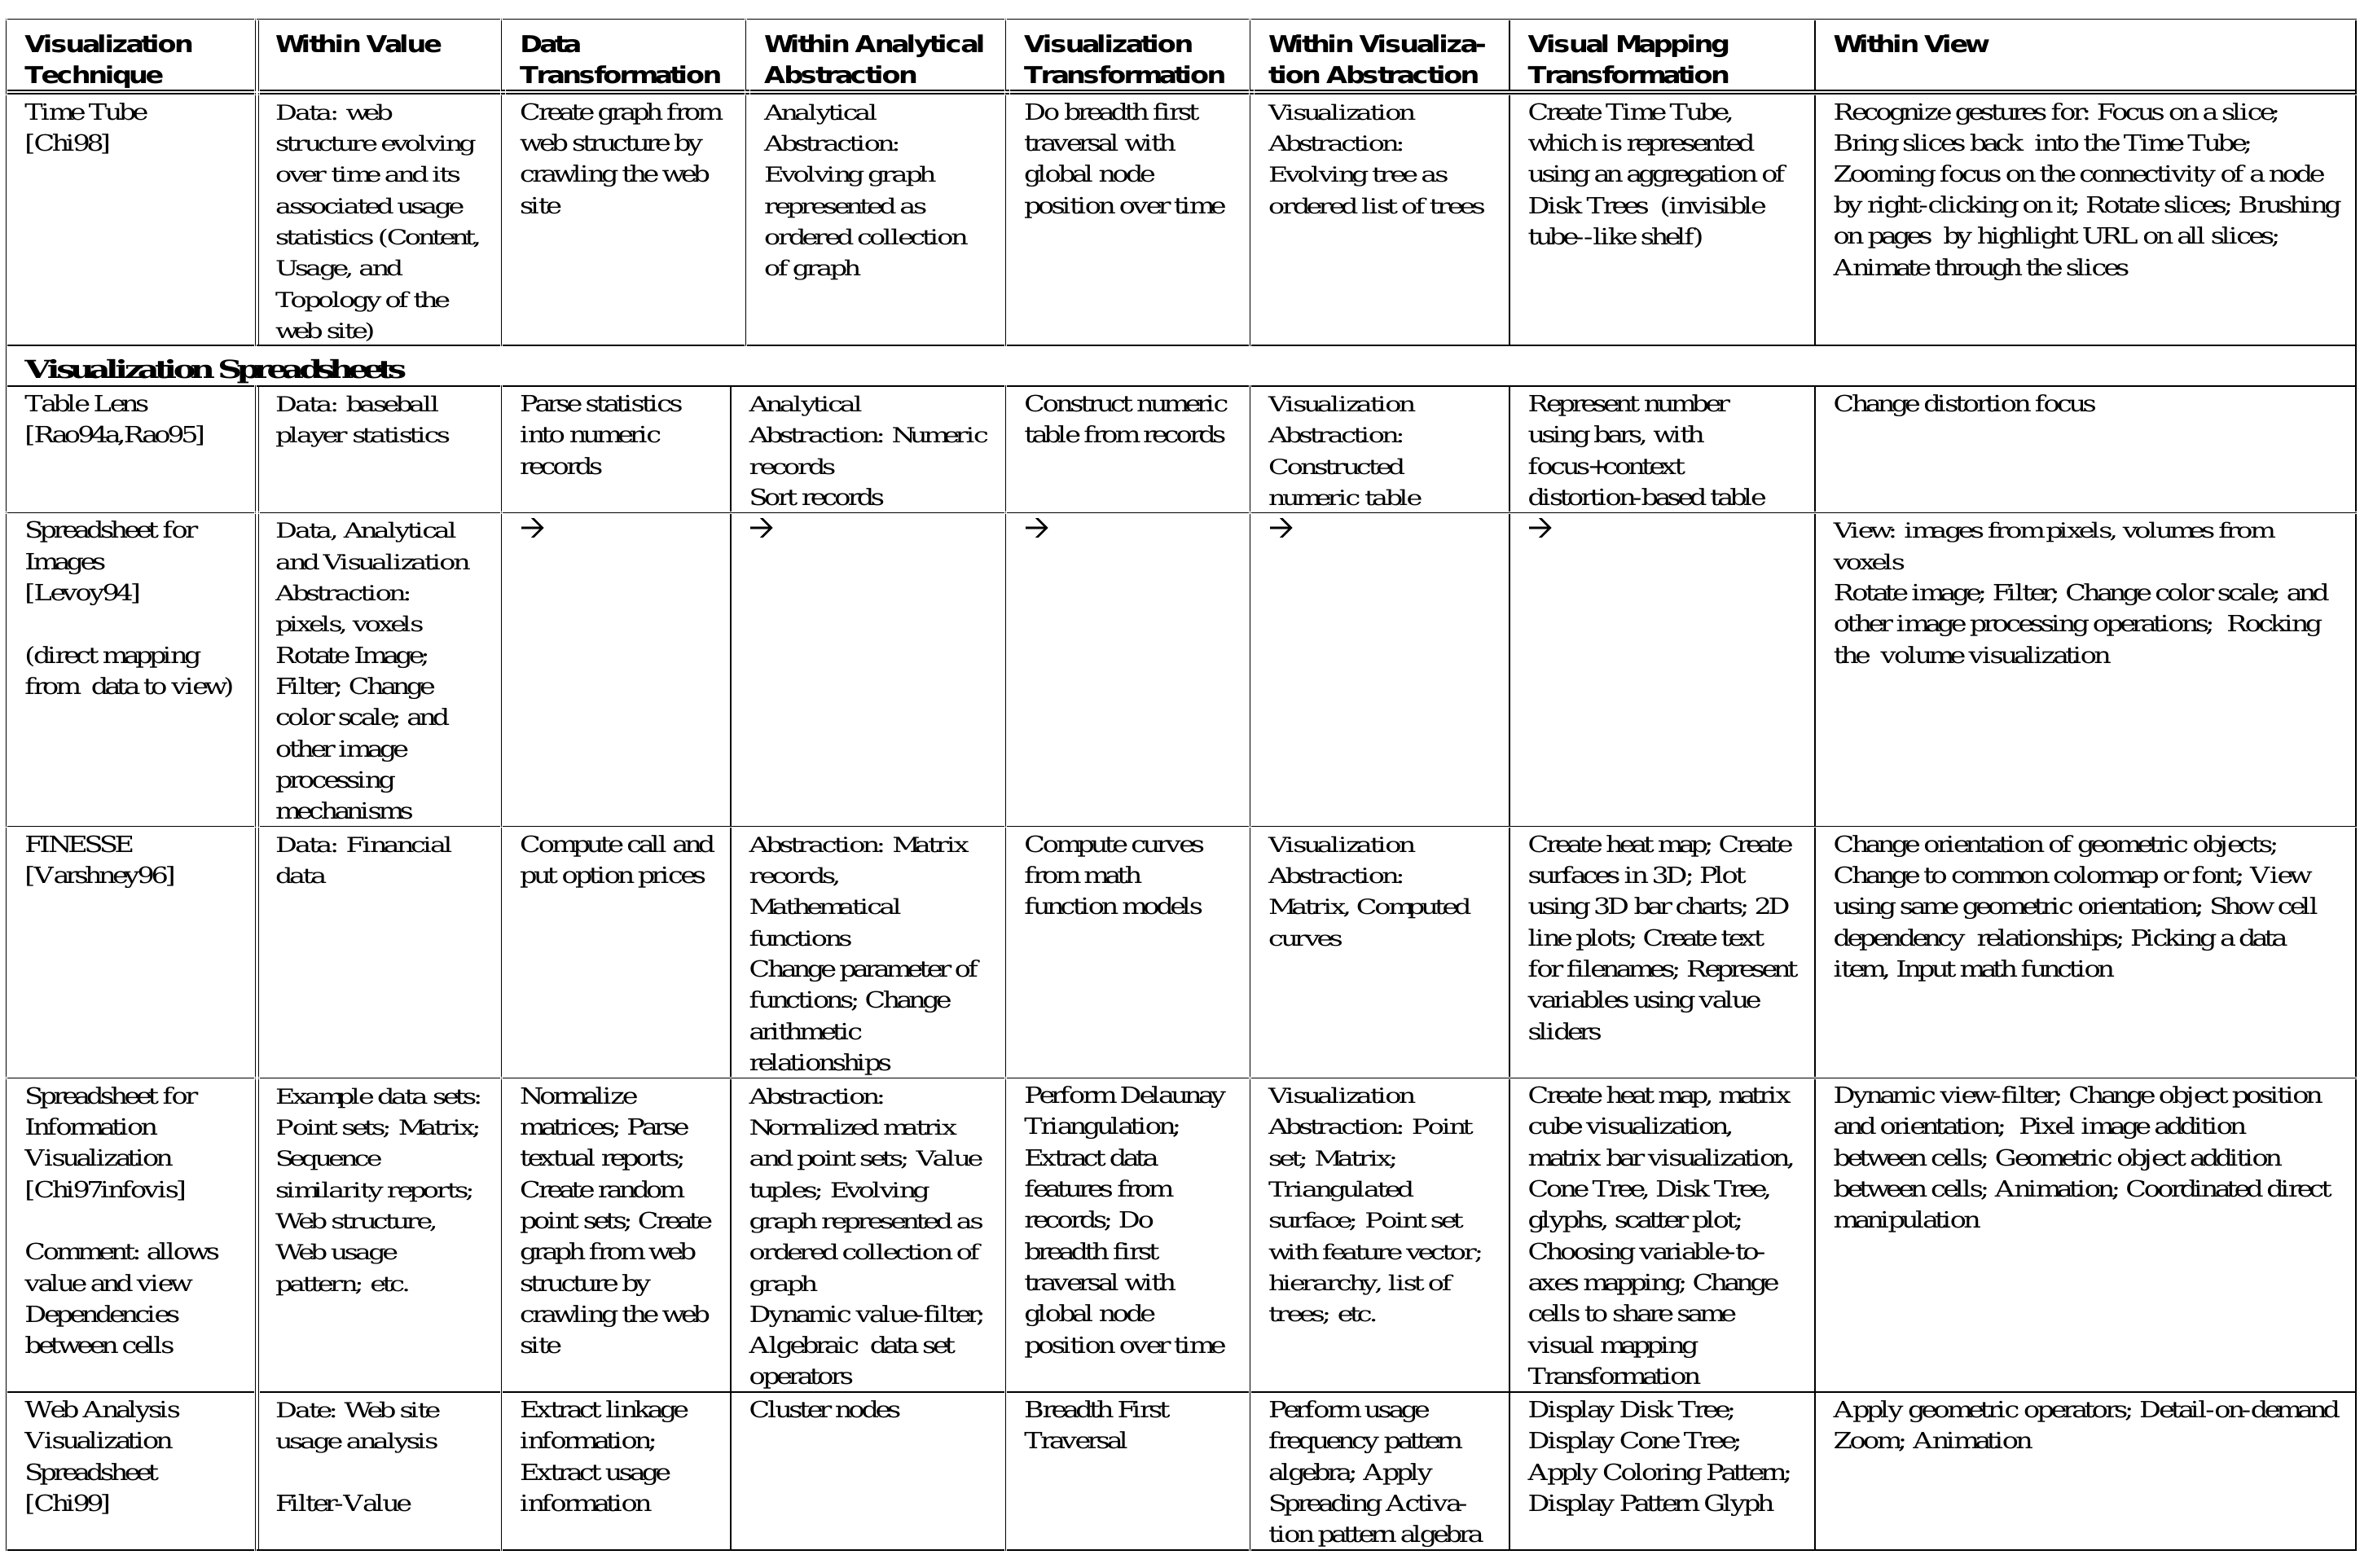 Visualization Technique
Within Value
Data Transformation
Within Analytical Abstraction
Visualization Transformation
Within Visualiza-
tion Abstraction
Visual Mapping Transformation
Within View
Time Tube
[Chi98]
Data: web
structure evolving
over time and its
associated usage
statistics (Content,
Usage, and
Topology of the
web site)
Create graph from
web structure by
crawling the web
site
Analytical
Abstraction:
Evolving graph
represented as
ordered collection
of graph
Do breadth first
traversal with
global node
position over time
Visualization
Abstraction:
Evolving tree as
ordered list of trees
Create Time Tube,
which is represented
using an aggregation of
Disk Trees (invisible
tube--like shelf)
Recognize gestures for: Focus on a slice;
Bring slices back into the Time Tube;
Zooming focus on the connectivity of a node
by right-clicking on it; Rotate slices; Brushing
on pages by highlight URL on all slices;
Animate through the slices
Visualization Spreadsheets
Table Lens
[Rao94a,Rao95]
Data: baseball
player statistics
Parse statistics
into numeric
records
Analytical
Abstraction: Numeric
records
Sort records
Construct numeric
table from records
Visualization
Abstraction:
Constructed
numeric table
Represent number
using bars, with
focus+context
distortion-based table
Change distortion focus
Spreadsheet for
Images
[Levoy94]
(direct mapping
from data to view)
Data, Analytical
and Visualization
Abstraction:
pixels, voxels
Rotate Image;
Filter; Change
color scale; and
other image
processing
mechanisms
→
→
→
→
→
View: images from pixels, volumes from
voxels
Rotate image; Filter; Change color scale; and
other image processing operations; Rocking
the volume visualization
FINESSE
[Varshney96]
Data: Financial
data
Compute call and
put option prices
Abstraction: Matrix
records,
Mathematical
functions
Change parameter of
functions; Change
arithmetic
relationships
Compute curves
from math
function models
Visualization
Abstraction:
Matrix, Computed
curves
Create heat map; Create
surfaces in 3D; Plot
using 3D bar charts; 2D
line plots; Create text
for filenames; Represent
variables using value
sliders
Change orientation of geometric objects;
Change to common colormap or font; View
using same geometric orientation; Show cell
dependency relationships; Picking a data
item, Input math function
Spreadsheet for
Information
Visualization
[Chi97infovis]
Comment: allows
value and view
Dependencies
between cells
Example data sets:
Point sets; Matrix;
Sequence
similarity reports;
Web structure,
Web usage
pattern; etc.
Normalize
matrices; Parse
textual reports;
Create random
point sets; Create
graph from web
structure by
crawling the web
site
Abstraction:
Normalized matrix
and point sets; Value
tuples; Evolving
graph represented as
ordered collection of
graph
Dynamic value-filter;
Algebraic data set
operators
Perform Delaunay
Triangulation;
Extract data
features from
records; Do
breadth first
traversal with
global node
position over time
Visualization
Abstraction: Point
set; Matrix;
Triangulated
surface; Point set
with feature vector;
hierarchy, list of
trees; etc.
Create heat map, matrix
cube visualization,
matrix bar visualization,
Cone Tree, Disk Tree,
glyphs, scatter plot;
Choosing variable-to-
axes mapping; Change
cells to share same
visual mapping
Transformation
Dynamic view-filter; Change object position
and orientation; Pixel image addition
between cells; Geometric object addition
between cells; Animation; Coordinated direct
manipulation
Web Analysis
Visualization
Spreadsheet
[Chi99]
Date: Web site
usage analysis
Filter-Value
Extract linkage
information;
Extract usage
information
Cluster nodes
Breadth First
Traversal
Perform usage
frequency pattern
algebra; Apply
Spreading Activa-
tion pattern algebra
Display Disk Tree;
Display Cone Tree;
Apply Coloring Pattern;
Display Pattern Glyph
Apply geometric operators; Detail-on-demand
Zoom; Animation